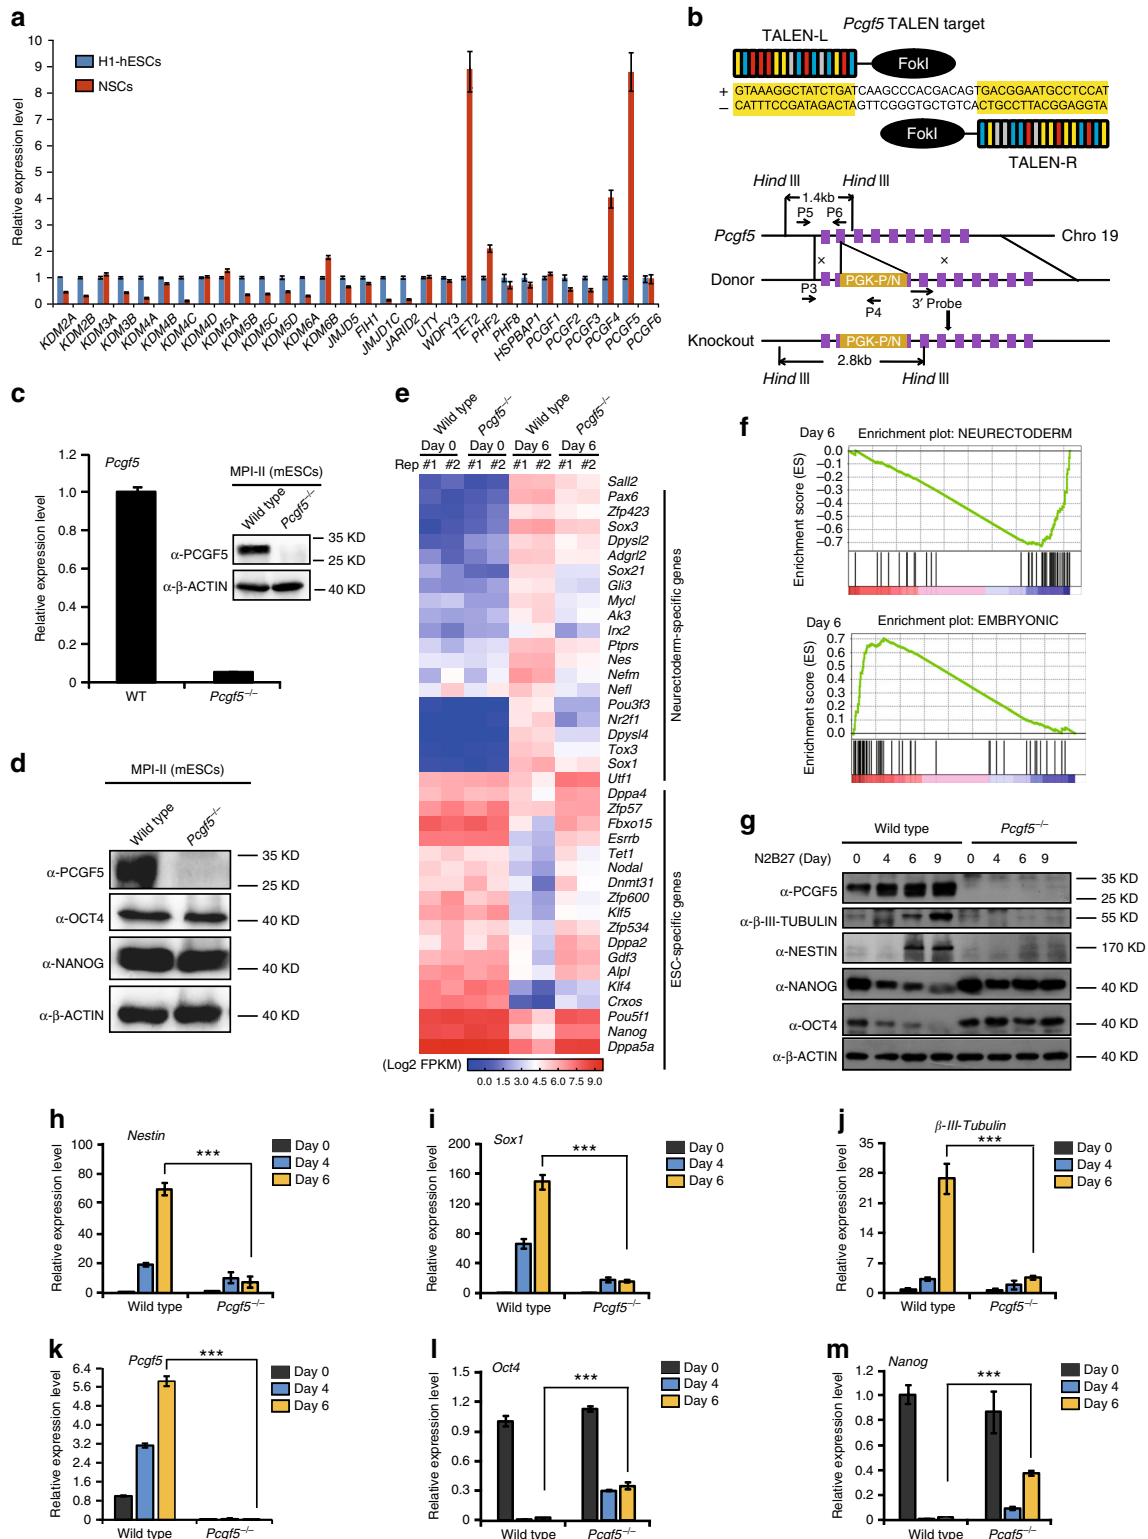 a
Relative expression level
10
9
8
7
6
5
4
3
2
1
0
H1-hESCs
NSCs
KDM2A
KDM2B
KDM3A
KDM3B
KDM4A
KDM4B
KDM4C
KDM4D
KDM5A
KDM5B
KDM5C
KDM5D
KDM6A
KDM6B
JMJD5
FIH1
JMJD1C
JARID2
UTY
WDFY3
TET2
PHF2
PHF8
HSPBAP1
PCGF1
PCGF2
PCGF3
PCGF4
PCGF5
PCGF6
b
Pcgf5 TALEN target
TALEN-L
FokI
+ GTAAAGGCTATCTGATCAAGCCCACGACAGTGACGGAATGCCTCCAT
– CATTTCCGATAGACTAGTTCGGGTGCTGTCACTGCCTTACGGAGGTA
FokI
TALEN-R
Hind III Hind III
1.4kb
P5 P6
Pcgf5 Chro 19
× ×
Donor PGK-P/N
P3 P4 3′ Probe
Knockout PGK-P/N
2.8kb
Hind III Hind III
c
Relative expression level
1.2
1.0
0.8
0.6
0.4
0.2
0
Pcgf5
WT Pcgf5–/–
MPI-II (mESCs)
Wild type Pcgf5–/–
α-PCGF5 35 KD
25 KD
α-β-ACTIN 40 KD
d
MPI-II (mESCs)
Wild type Pcgf5–/–
α-PCGF5 35 KD
25 KD
α-OCT4 40 KD
α-NANOG 40 KD
α-β-ACTIN 40 KD
e
Wild type Pcgf5–/– Wild type Pcgf5–/–
Day 0 Day 0 Day 6 Day 6
Rep #1 #2 #1 #2 #1 #2 #1 #2
Sall2
Pax6
Zfp423
Sox3
Dpysl2
Adgrl2
Sox21
Gli3
Mycl
Ak3
Irx2
Ptprs
Nes
Nefm
Nefl
Pou3f3
Nr2f1
Dpysl4
Tox3
Sox1
Utf1
Dppa4
Zfp57
Fbxo15
Esrrb
Tet1
Nodal
Dnmt31
Zfp600
Klf5
Zfp534
Dppa2
Gdf3
Alpl
Klf4
Crxos
Pou5f1
Nanog
Dppa5a
Neurectoderm-specific genes
ESC-specific genes
(Log2 FPKM)
0.0 1.5 3.0 4.5 6.0 7.5 9.0
f
Day 6 Enrichment plot: NEURECTODERM
Enrichment score (ES)
0.0
–0.1
–0.2
–0.3
–0.4
–0.5
–0.6
–0.7
Day 6 Enrichment plot: EMBRYONIC
Enrichment score (ES)
0.7
0.6
0.5
0.4
0.3
0.2
0.1
0.0
g
Wild type Pcgf5–/–
N2B27 (Day) 0 4 6 9 0 4 6 9
α-PCGF5 35 KD
25 KD
α-β-III-TUBULIN 55 KD
α-NESTIN 170 KD
α-NANOG 40 KD
α-OCT4 40 KD
α-β-ACTIN 40 KD
h
Nestin
Relative expression level
100
80
60
40
20
0
***
Day 0
Day 4
Day 6
Wild type Pcgf5–/–
i
Sox1
Relative expression level
200
160
120
80
40
0
***
Day 0
Day 4
Day 6
Wild type Pcgf5–/–
j
β-III-Tubulin
Relative expression level
35
28
21
14
7
0
***
Day 0
Day 4
Day 6
Wild type Pcgf5–/–
k
Pcgf5
Relative expression level
6.4
5.6
4.8
4.0
3.2
2.4
1.6
0.8
0
***
Day 0
Day 4
Day 6
Wild type Pcgf5–/–
l
Oct4
Relative expression level
1.5
1.2
0.9
0.6
0.3
0
***
Day 0
Day 4
Day 6
Wild type Pcgf5–/–
m
Nanog
Relative expression level
1.2
1.0
0.8
0.6
0.4
0.2
0
***
Day 0
Day 4
Day 6
Wild type Pcgf5–/–